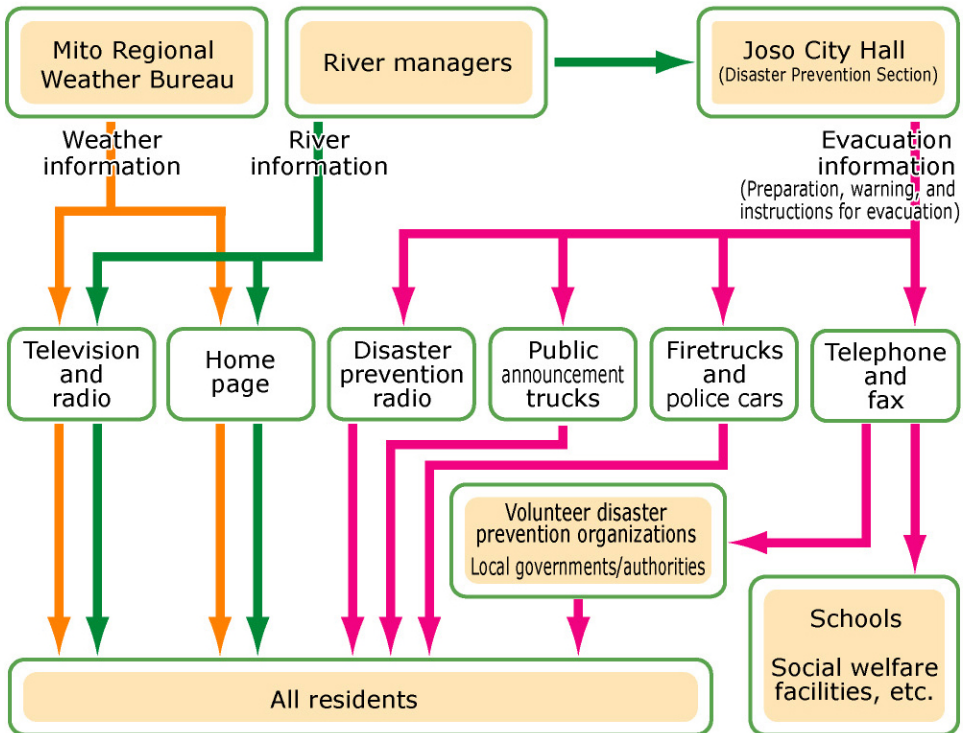 Mito Regional
Weather Bureau
River managers
Joso City Hall
(Disaster Prevention Section)
Weather
information
River
information
Evacuation
information
(Preparation, warning, and
instructions for evacuation)
Television
and
radio
Home
page
Disaster
prevention
radio
Public
announcement
trucks
Firetrucks
and
police cars
Telephone
and
fax
Volunteer disaster
prevention organizations
Local governments/authorities
Schools
Social welfare
facilities, etc.
All residents